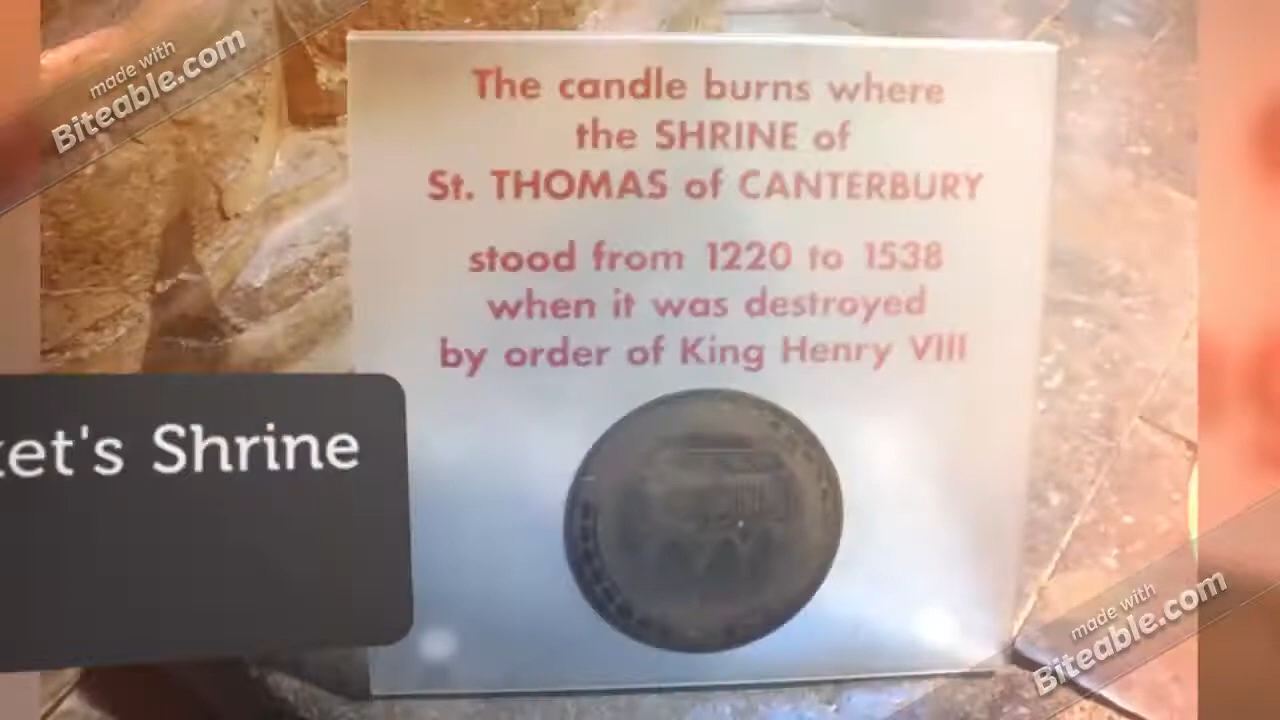 made with
Biteable.com
The candle burns where
the SHRINE of
St. THOMAS of CANTERBURY
stood from 1220 to 1538
when it was destroyed
by order of King Henry VIII
et's Shrine
made with
Biteable.com